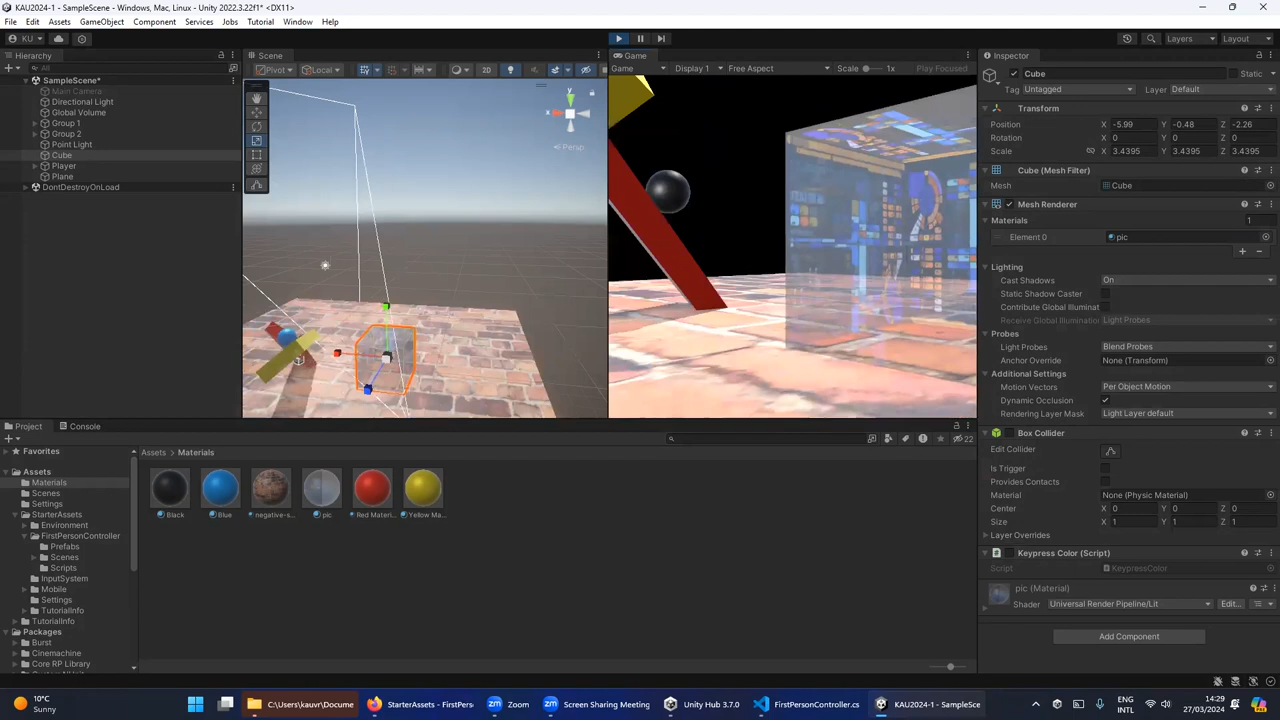 KAU2024-1 - SampleScene - Windows, Mac, Linux - Unity 2022.3.22f1* <DX11>
File Edit Assets GameObject Component Services Jobs Tutorial Window Help
KU Layers Layout
Hierarchy
All
SampleScene*
Main Camera
Directional Light
Global Volume
Group 1
Group 2
Point Light
Cube
Player
Plane
DontDestroyOnLoad
Scene
Pivot Local 2D
y
x
Persp
Game
Game Display 1 Free Aspect Scale 1x Play Focused
Inspector
Cube Static
Tag Untagged Layer Default
Transform
Position X -5.99 Y -0.48 Z -2.26
Rotation X 0 Y 0 Z 0
Scale X 3.4395 Y 3.4395 Z 3.4395
Cube (Mesh Filter)
Mesh Cube
Mesh Renderer
Materials 1
Element 0 pic
Lighting
Cast Shadows On
Static Shadow Caster
Contribute Global Illumination
Receive Global Illumination Light Probes
Probes
Light Probes Blend Probes
Anchor Override None (Transform)
Additional Settings
Motion Vectors Per Object Motion
Dynamic Occlusion
Rendering Layer Mask Light Layer default
Box Collider
Edit Collider
Is Trigger
Provides Contacts
Material None (Physic Material)
Center X 0 Y 0 Z 0
Size X 1 Y 1 Z 1
Layer Overrides
Keypress Color (Script)
Script KeypressColor
pic (Material)
Shader Universal Render Pipeline/Lit Edit...
Add Component
Project Console
22
Favorites
Assets
Materials
Scenes
Settings
StarterAssets
Environment
FirstPersonController
Prefabs
Scenes
Scripts
InputSystem
Mobile
Settings
TutorialInfo
TutorialInfo
Packages
Burst
Cinemachine
Core RP Library
Assets > Materials
Black Blue negative-s... pic Red Materi... Yellow Ma...
10°C
Sunny
C:\Users\kauvr\Docume
StarterAssets - FirstPers
Zoom
Screen Sharing Meeting
Unity Hub 3.7.0
FirstPersonController.cs
KAU2024-1 - SampleSce
ENG
INTL
14:29
27/03/2024